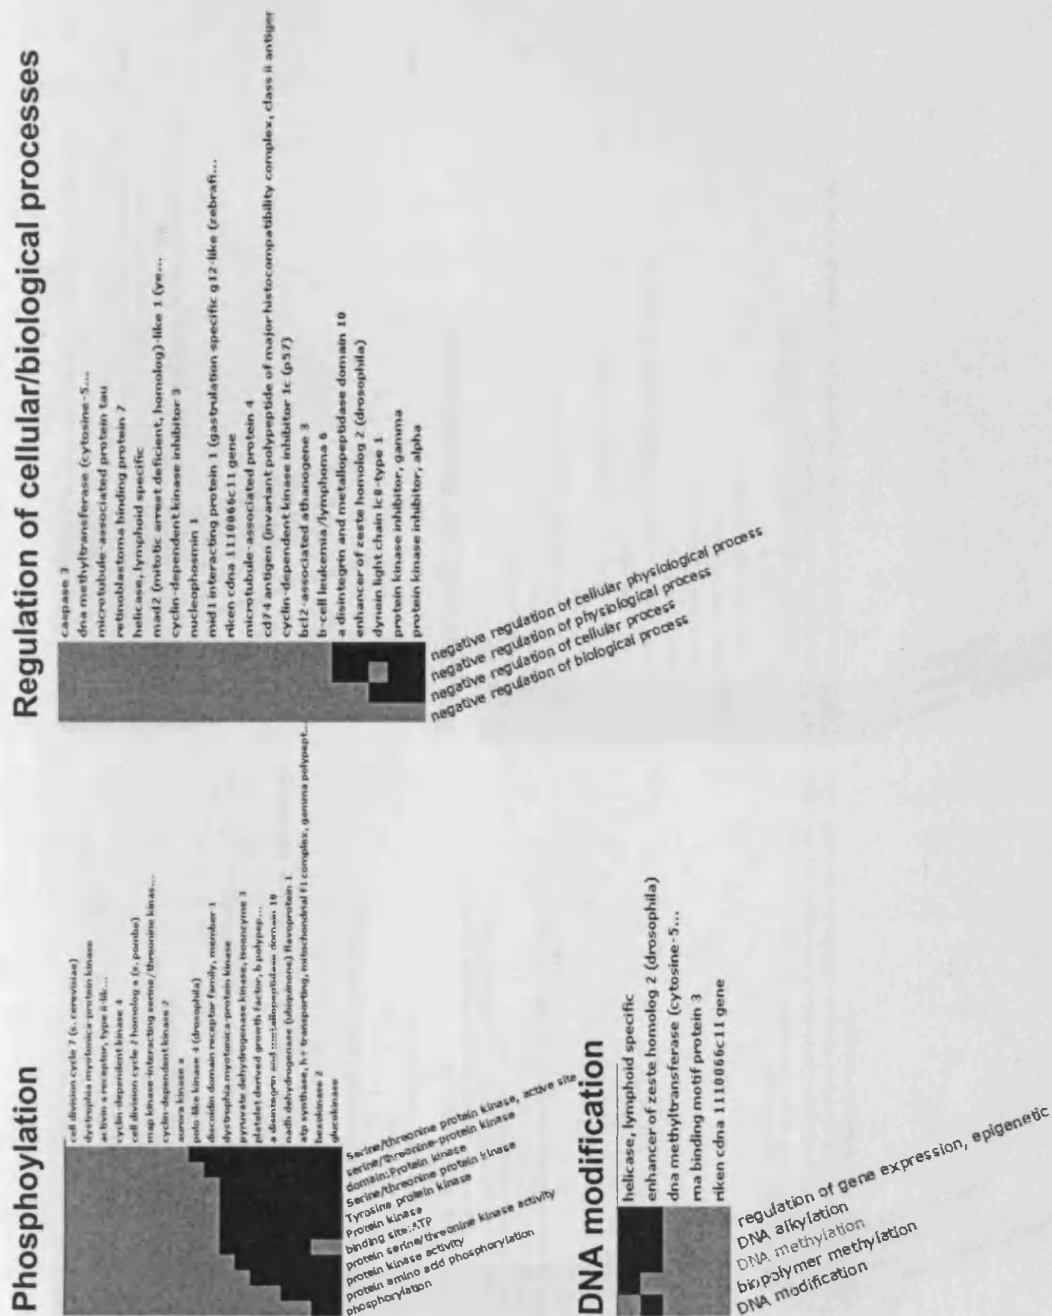 Phosphoylation
cell division cycle 7 (s. cerevisiae)
dystrophia myotonica-protein kinase
activin a receptor, type ii-lik...
cyclin-dependent kinase 4
cell division cycle 2 homolog a (s. pombe)
map kinase-interacting serine/threonine kinas...
cyclin-dependent kinase 2
aurora kinase a
polo-like kinase 4 (drosophila)
discoidin domain receptor family, member 1
dystrophia myotonica-protein kinase
pyruvate dehydrogenase kinase, isoenzyme 3
platelet derived growth factor, b polypep...
a disintegrin and metallopeptidase domain 10
nadh dehydrogenase (ubiquinone) flavoprotein 1
atp synthase, h+ transporting, mitochondrial f1 complex, gamma polypept...
hexokinase 2
glucokinase
Serine/threonine protein kinase, active site
serine/threonine-protein kinase
domain:Protein kinase
Serine/threonine protein kinase
Tyrosine protein kinase
Protein kinase
binding site:ATP
protein serine/threonine kinase activity
protein kinase activity
protein amino acid phosphorylation
phosphorylation
Regulation of cellular/biological processes
caspase 3
dna methyltransferase (cytosine-5...
microtubule-associated protein tau
retinoblastoma binding protein 7
helicase, lymphoid specific
mad2 (mitotic arrest deficient, homolog)-like 1 (ye...
cyclin-dependent kinase inhibitor 3
nucleophosmin 1
mid1 interacting protein 1 (gastrulation specific g12-like (zebrafi...
riken cdna 1110066c11 gene
microtubule-associated protein 4
cd74 antigen (invariant polypeptide of major histocompatibility complex, class ii antigen
cyclin-dependent kinase inhibitor 1c (p57)
bcl2-associated athanogene 3
b-cell leukemia/lymphoma 6
a disintegrin and metallopeptidase domain 10
enhancer of zeste homolog 2 (drosophila)
dynein light chain lc8-type 1
protein kinase inhibitor, gamma
protein kinase inhibitor, alpha
negative regulation of cellular physiological process
negative regulation of physiological process
negative regulation of cellular process
negative regulation of biological process
DNA modification
helicase, lymphoid specific
enhancer of zeste homolog 2 (drosophila)
dna methyltransferase (cytosine-5...
rna binding motif protein 3
riken cdna 1110066c11 gene
regulation of gene expression, epigenetic
DNA alkylation
DNA methylation
biopolymer methylation
DNA modification